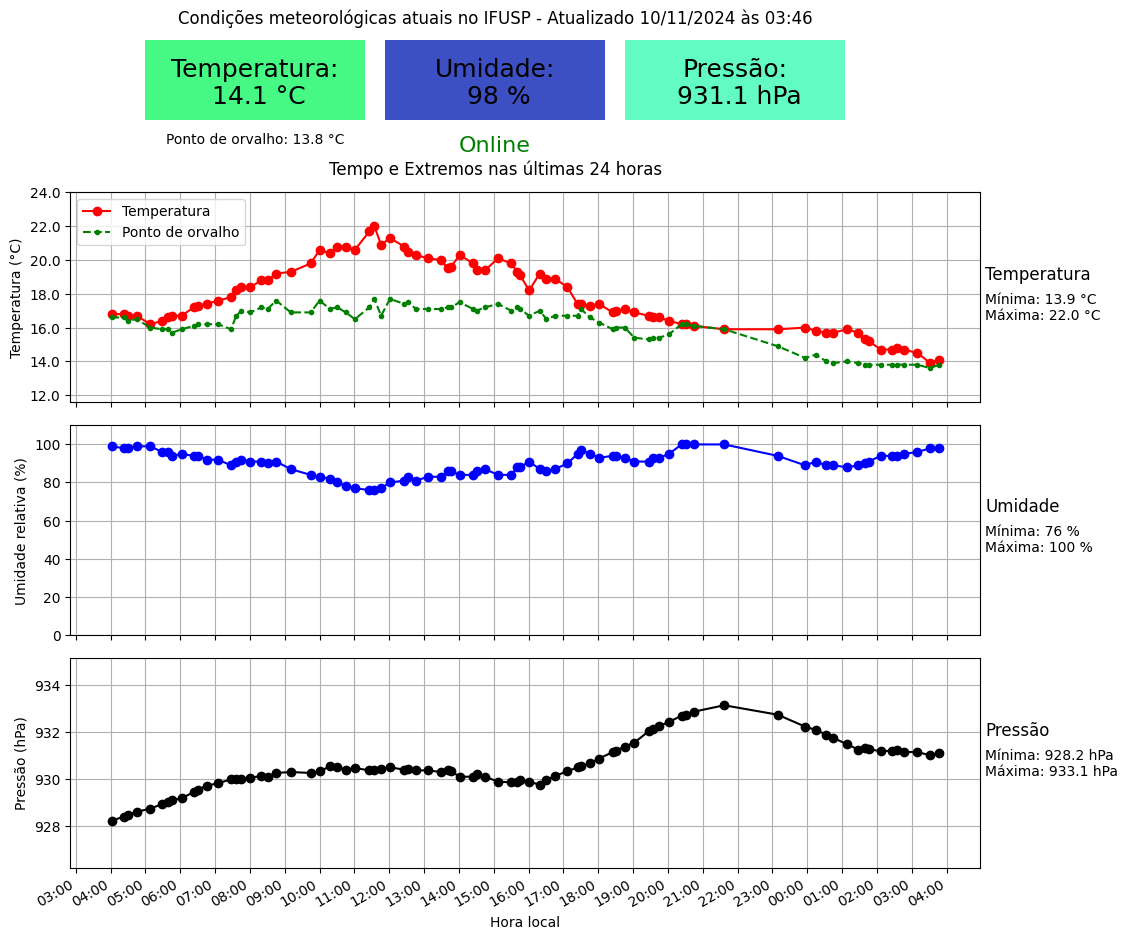 Condições meteorológicas atuais no IFUSP - Atualizado 10/11/2024 às 03:46
Temperatura:
14.1 °C
Umidade:
98 %
Pressão:
931.1 hPa
Ponto de orvalho: 13.8 °C
Online
Tempo e Extremos nas últimas 24 horas
Temperatura (°C)
24.0
22.0
20.0
18.0
16.0
14.0
12.0
Temperatura
Ponto de orvalho
Temperatura
Mínima: 13.9 °C
Máxima: 22.0 °C
Umidade relativa (%)
100
80
60
40
20
0
Umidade
Mínima: 76 %
Máxima: 100 %
Pressão (hPa)
934
932
930
928
Pressão
Mínima: 928.2 hPa
Máxima: 933.1 hPa
03:00 04:00 05:00 06:00 07:00 08:00 09:00 10:00 11:00 12:00 13:00 14:00 15:00 16:00 17:00 18:00 19:00 20:00 21:00 22:00 23:00 00:00 01:00 02:00 03:00 04:00
Hora local